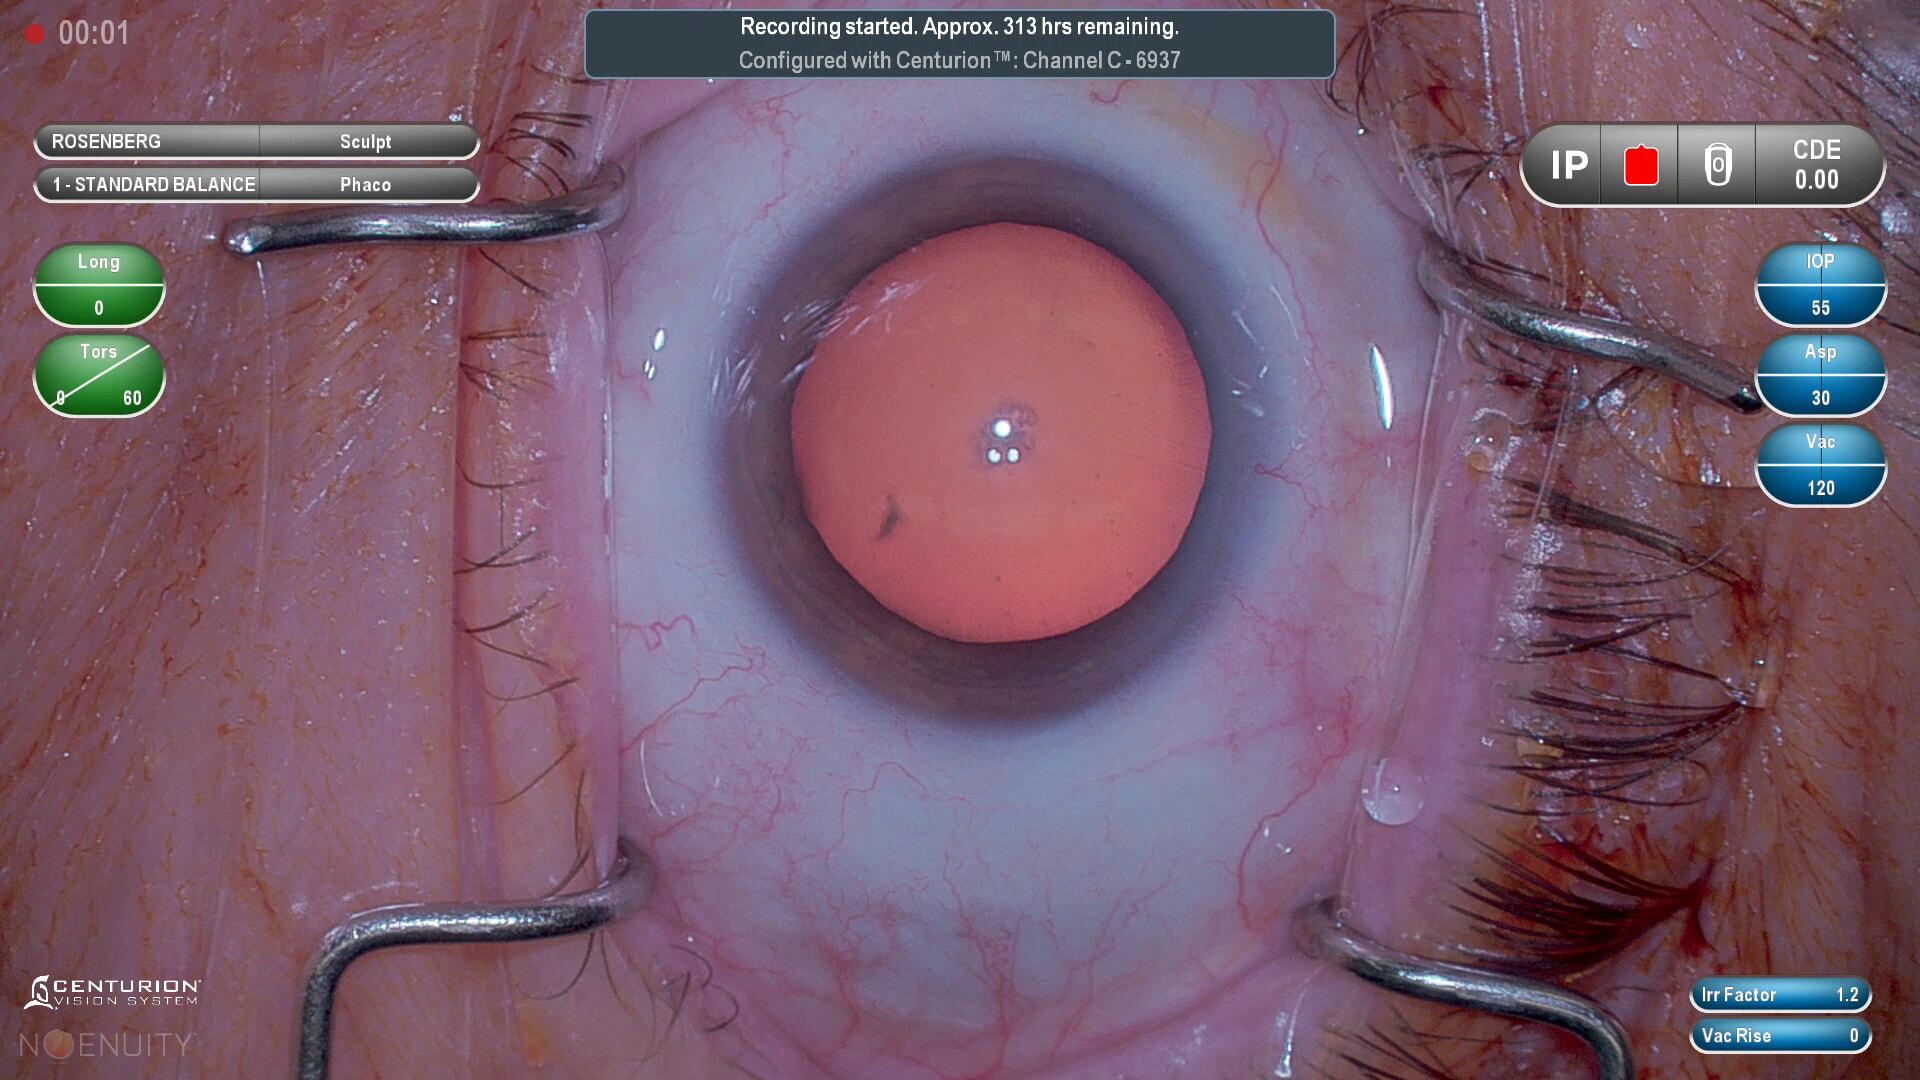 00:01
Recording started. Approx. 313 hrs remaining.
Configured with Centurion™: Channel C - 6937
ROSENBERG Sculpt
1 - STANDARD BALANCE Phaco
IP 0 CDE
0.00
Long
0
Tors
0 60
IOP
55
Asp
30
Vac
120
CENTURION
VISION SYSTEM
NGENUITY
Irr Factor 1.2
Vac Rise 0